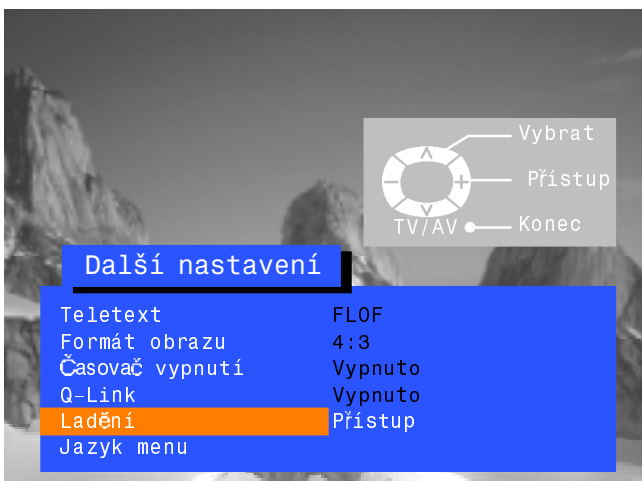 Vybrat
Přístup
TV/AV Konec
Další nastavení
Teletext FLOF
Formát obrazu 4:3
Časovač vypnutí Vypnuto
Q-Link Vypnuto
Ladění Přístup
Jazyk menu